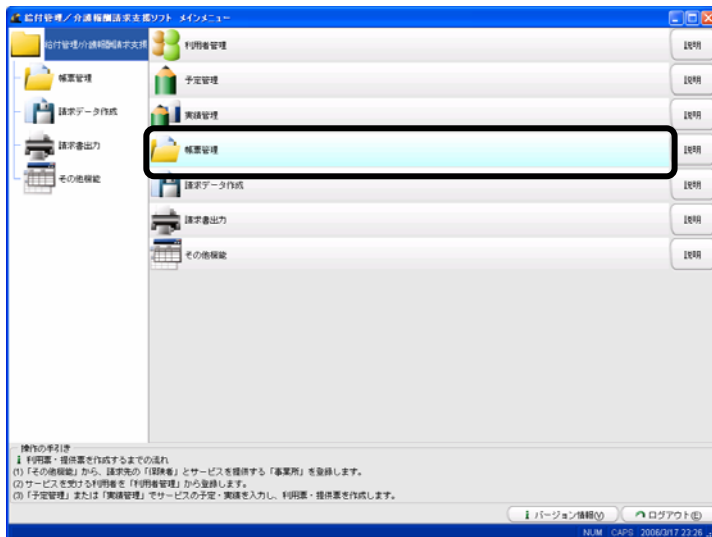 給付管理／介護報酬請求支援ソフト メインメニュー
給付管理/介護報酬請求支援
帳票管理
請求データ作成
請求書出力
その他機能
利用者管理 説明
予定管理 説明
実績管理 説明
帳票管理 説明
請求データ作成 説明
請求書出力 説明
その他機能 説明
操作の手引き
利用票・提供票を作成するまでの流れ
(1)「その他機能」から、請求先の「保険者」とサービスを提供する「事業所」を登録します。
(2)サービスを受ける利用者を「利用者管理」から登録します。
(3)「予定管理」または「実績管理」でサービスの予定・実績を入力し、利用票・提供票を作成します。
バージョン情報(V) ログアウト(E)
NUM CAPS 2006/3/17 23:26